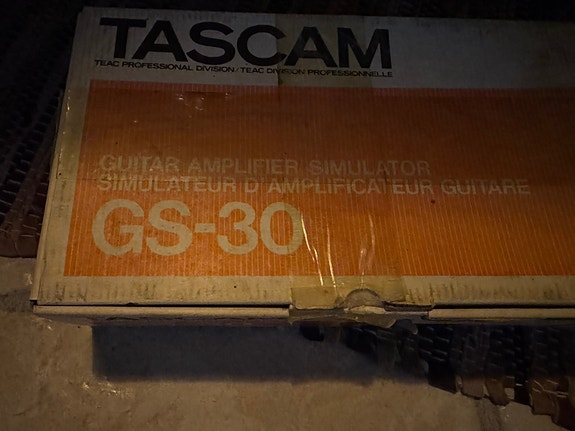 TASCAM
TEAC PROFESSIONAL DIVISION / TEAC DIVISION PROFESSIONNELLE
GUITAR AMPLIFIER SIMULATOR
SIMULATEUR D'AMPLIFICATEUR GUITARE
GS-30